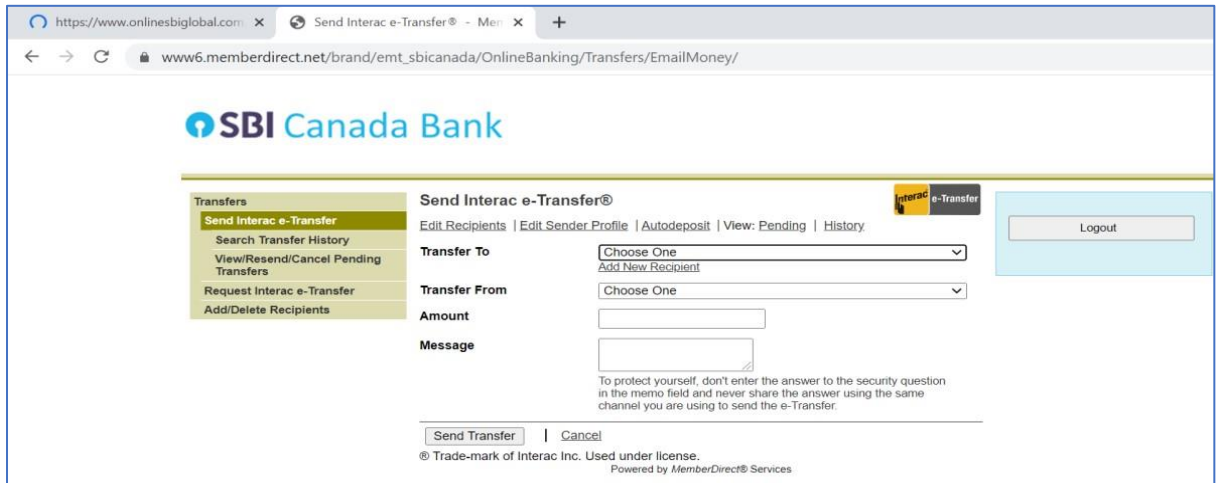 https://www.onlinesbiglobal.com
Send Interac e-Transfer® - Mem
www6.memberdirect.net/brand/emt_sbicanada/OnlineBanking/Transfers/EmailMoney/
SBI Canada Bank
Transfers
Send Interac e-Transfer
Search Transfer History
View/Resend/Cancel Pending
Transfers
Request Interac e-Transfer
Add/Delete Recipients
Send Interac e-Transfer®
Interac e-Transfer
Edit Recipients | Edit Sender Profile | Autodeposit | View: Pending | History
Transfer To Choose One
Add New Recipient
Transfer From Choose One
Amount
Message
To protect yourself, don't enter the answer to the security question
in the memo field and never share the answer using the same
channel you are using to send the e-Transfer.
Send Transfer | Cancel
® Trade-mark of Interac Inc. Used under license.
Powered by MemberDirect® Services
Logout